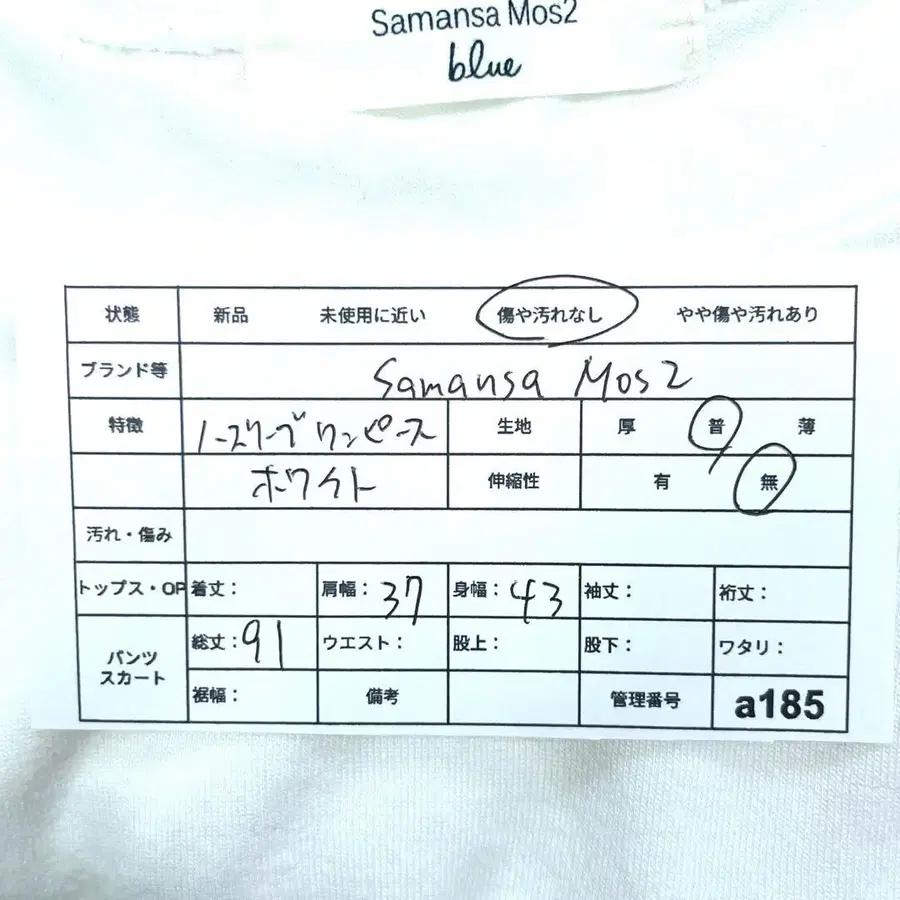 Samansa Mos2
blue
状態 新品 未使用に近い 傷や汚れなし やや傷や汚れあり
ブランド等 Samansa Mos2
特徴 ノースリーブ ワンピース 生地 厚 普 薄
ホワイト 伸縮性 有 無
汚れ・傷み
トップス・OP 着丈: 肩幅: 37 身幅: 43 袖丈: 裄丈:
パンツ スカート 総丈: 91 ウエスト: 股上: 股下: ワタリ:
裾幅: 備考 管理番号 a185